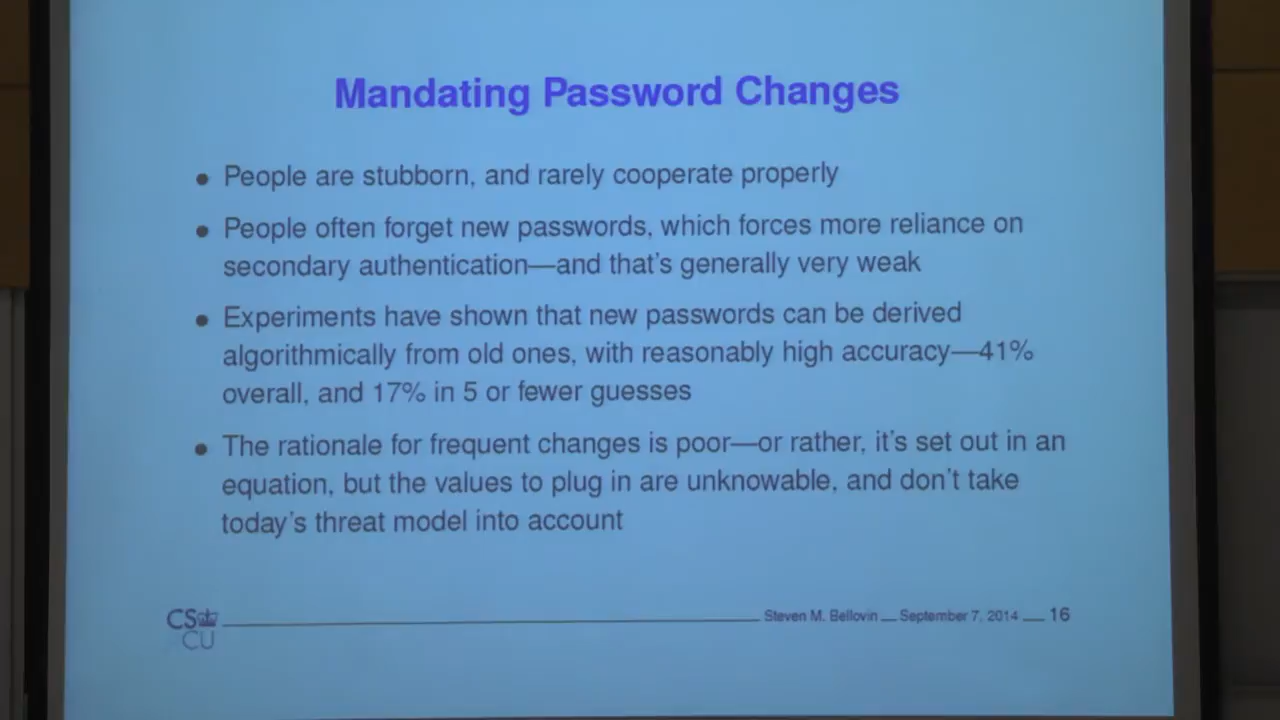 Mandating Password Changes
● People are stubborn, and rarely cooperate properly
● People often forget new passwords, which forces more reliance on
secondary authentication—and that's generally very weak
● Experiments have shown that new passwords can be derived
algorithmically from old ones, with reasonably high accuracy—41%
overall, and 17% in 5 or fewer guesses
● The rationale for frequent changes is poor—or rather, it's set out in an
equation, but the values to plug in are unknowable, and don't take
today's threat model into account
CS
CU
Steven M. Bellovin — September 7, 2014 — 16